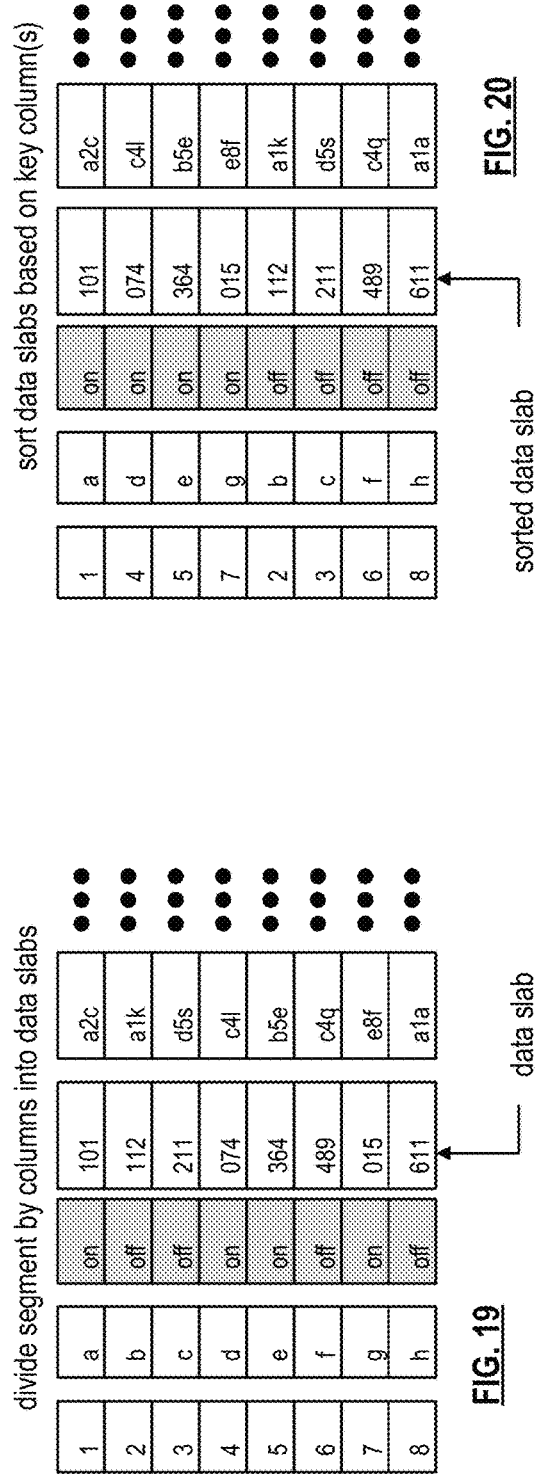 divide segment by columns into data slabs
1 a on 101 a2c
2 b off 112 a1k
3 c off 211 d5s
4 d on 074 c4l
5 e on 364 b5e
6 f off 489 c4q
7 g on 015 e8f
8 h off 611 a1a
data slab
FIG. 19
sort data slabs based on key column(s)
1 a on 101 a2c
4 d on 074 c4l
5 e on 364 b5e
7 g on 015 e8f
2 b off 112 a1k
3 c off 211 d5s
6 f off 489 c4q
8 h off 611 a1a
sorted data slab
FIG. 20